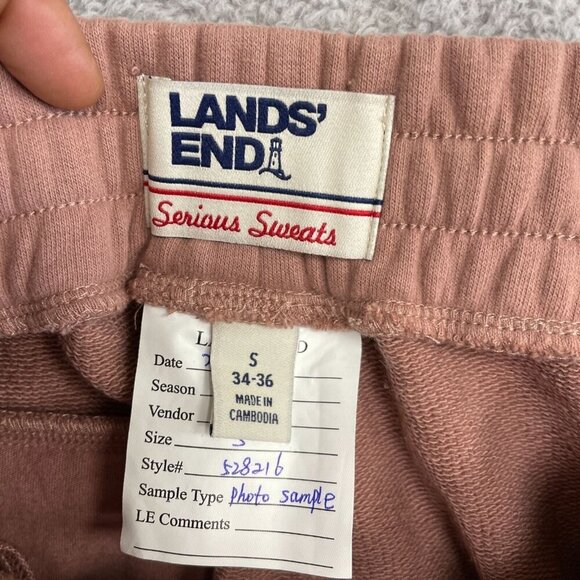 LANDS'
END
Serious Sweats
S
34-36
MADE IN
CAMBODIA
Date
Season
Vendor
Size
Style# 528216
Sample Type Photo sample
LE Comments